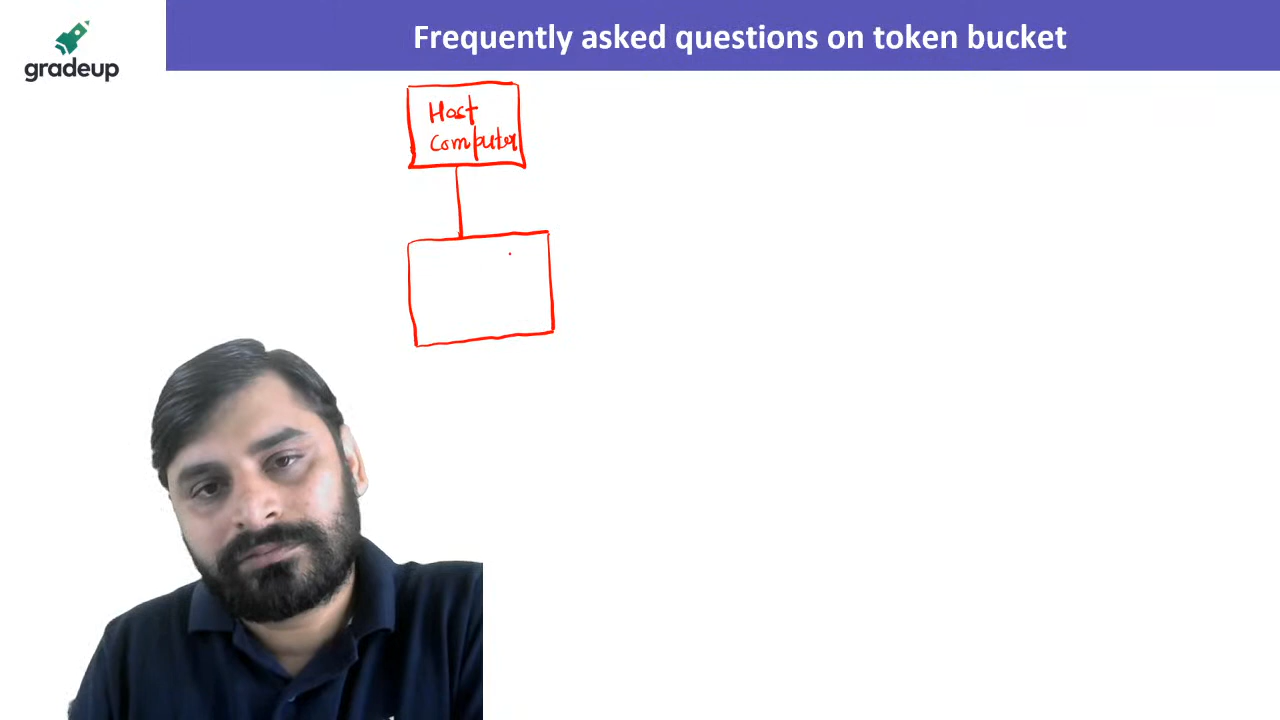 gradeup
Frequently asked questions on token bucket
Host
Computer